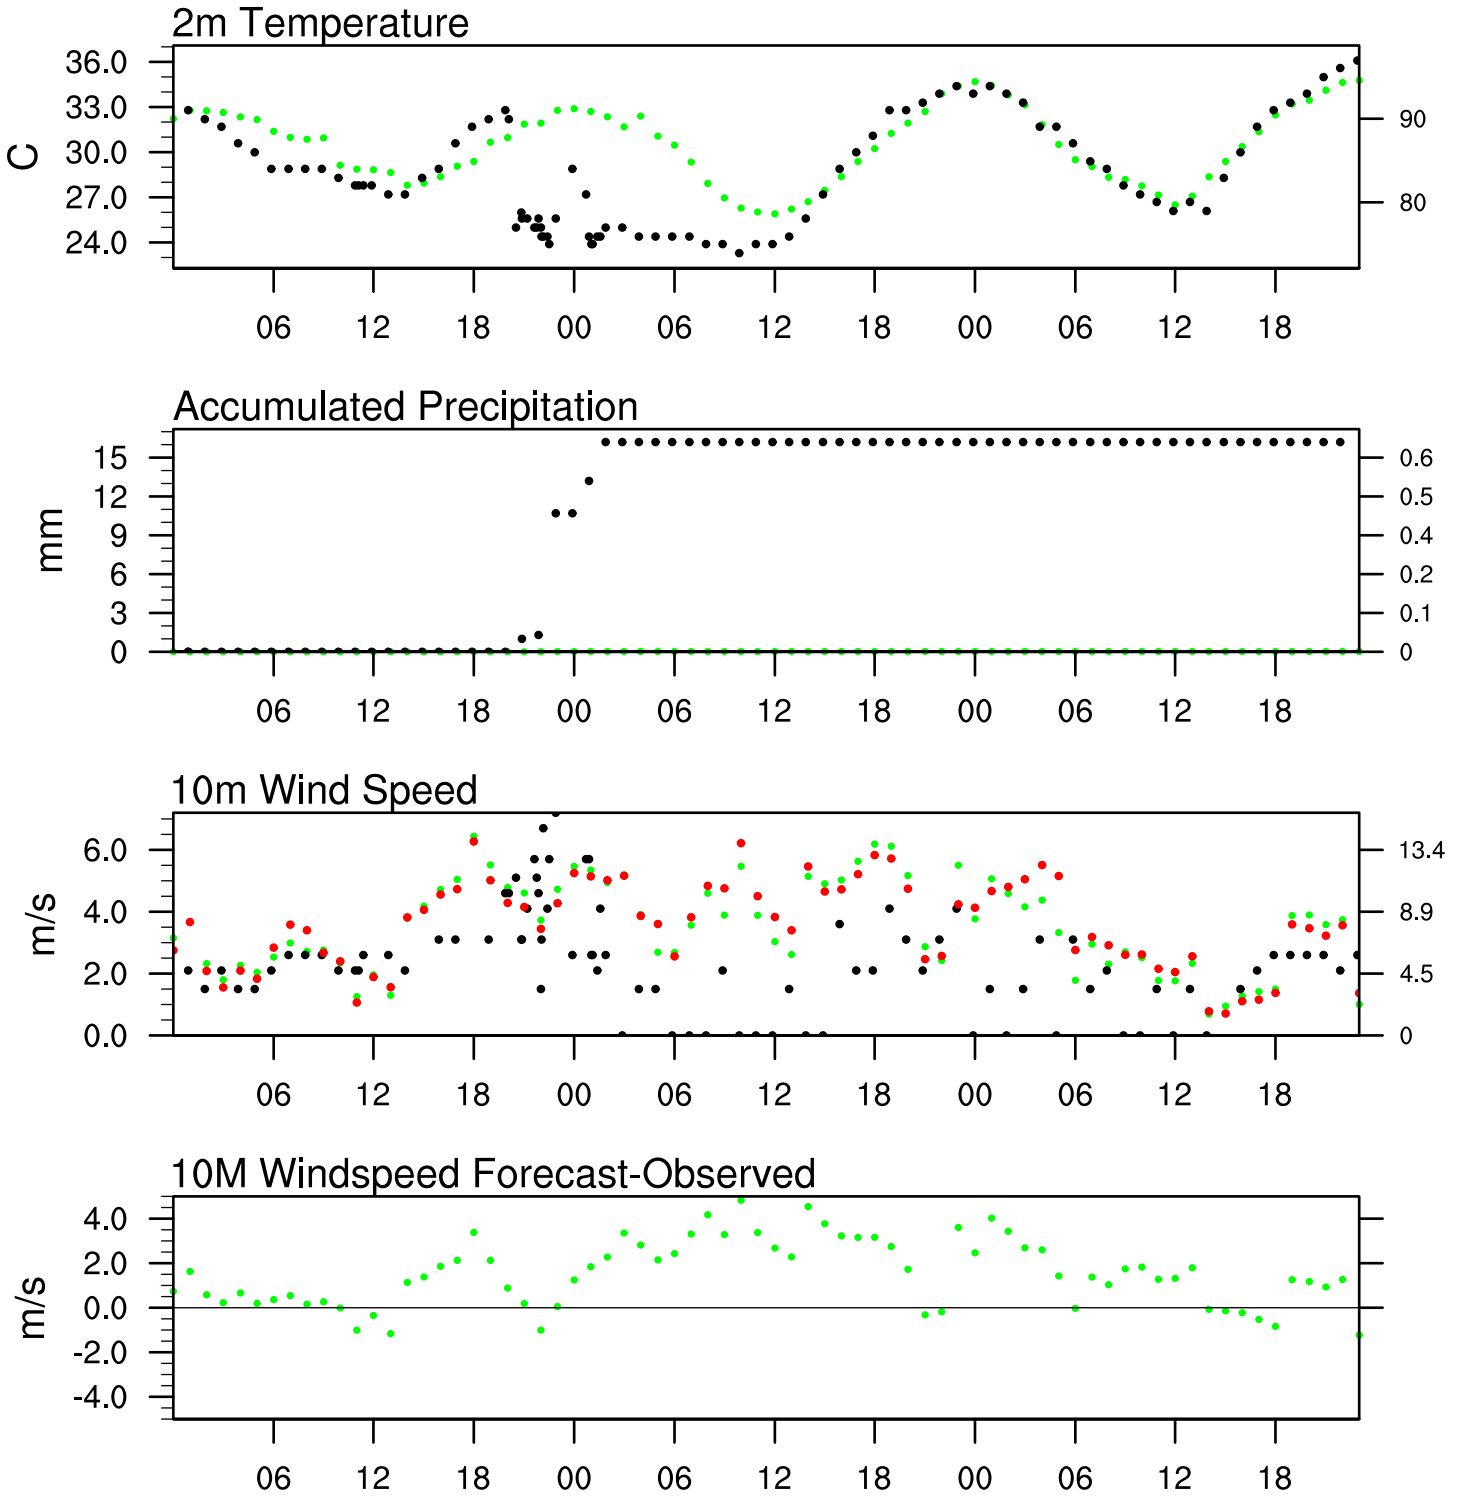 2m Temperature
36.0
33.0
30.0
27.0
24.0
C
90
80
06 12 18 00 06 12 18 00 06 12 18
Accumulated Precipitation
15
12
9
6
3
0
mm
0.6
0.5
0.4
0.2
0.1
0
06 12 18 00 06 12 18 00 06 12 18
10m Wind Speed
6.0
4.0
2.0
0.0
m/s
13.4
8.9
4.5
0
06 12 18 00 06 12 18 00 06 12 18
10M Windspeed Forecast-Observed
4.0
2.0
0.0
-2.0
-4.0
m/s
06 12 18 00 06 12 18 00 06 12 18